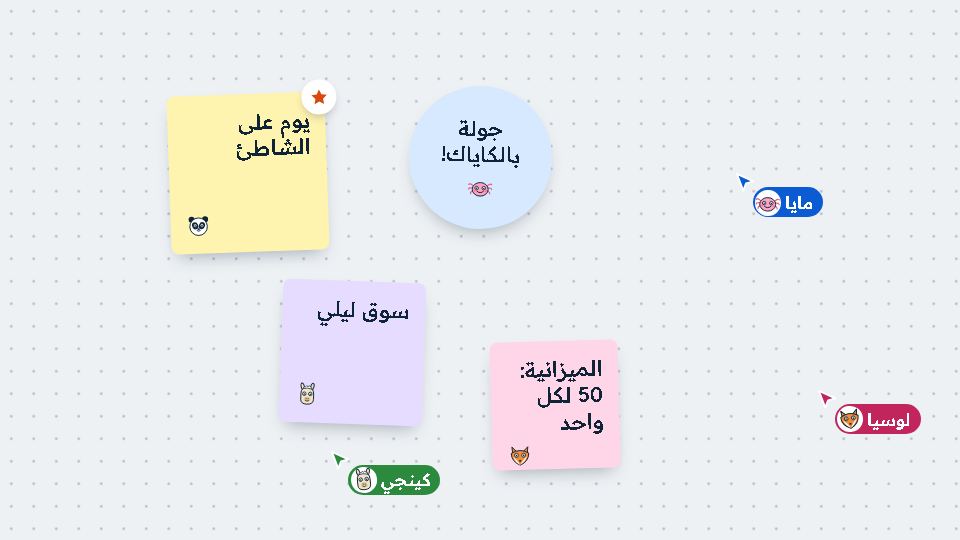 يوم على
الشاطئ
جولة
بالكاياك!
مايا
سوق ليلي
الميزانية:
50 لكل
واحد
لوسيا
كينجي